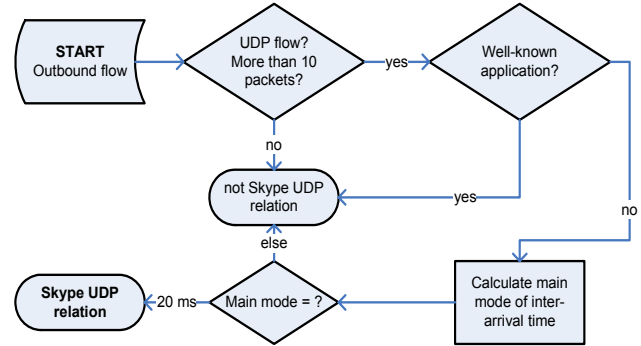 START
Outbound flow
UDP flow?
More than 10
packets?
yes
Well-known
application?
no
not Skype UDP
relation
yes
no
else
Skype UDP
relation
20 ms
Main mode = ?
Calculate main
mode of inter-
arrival time